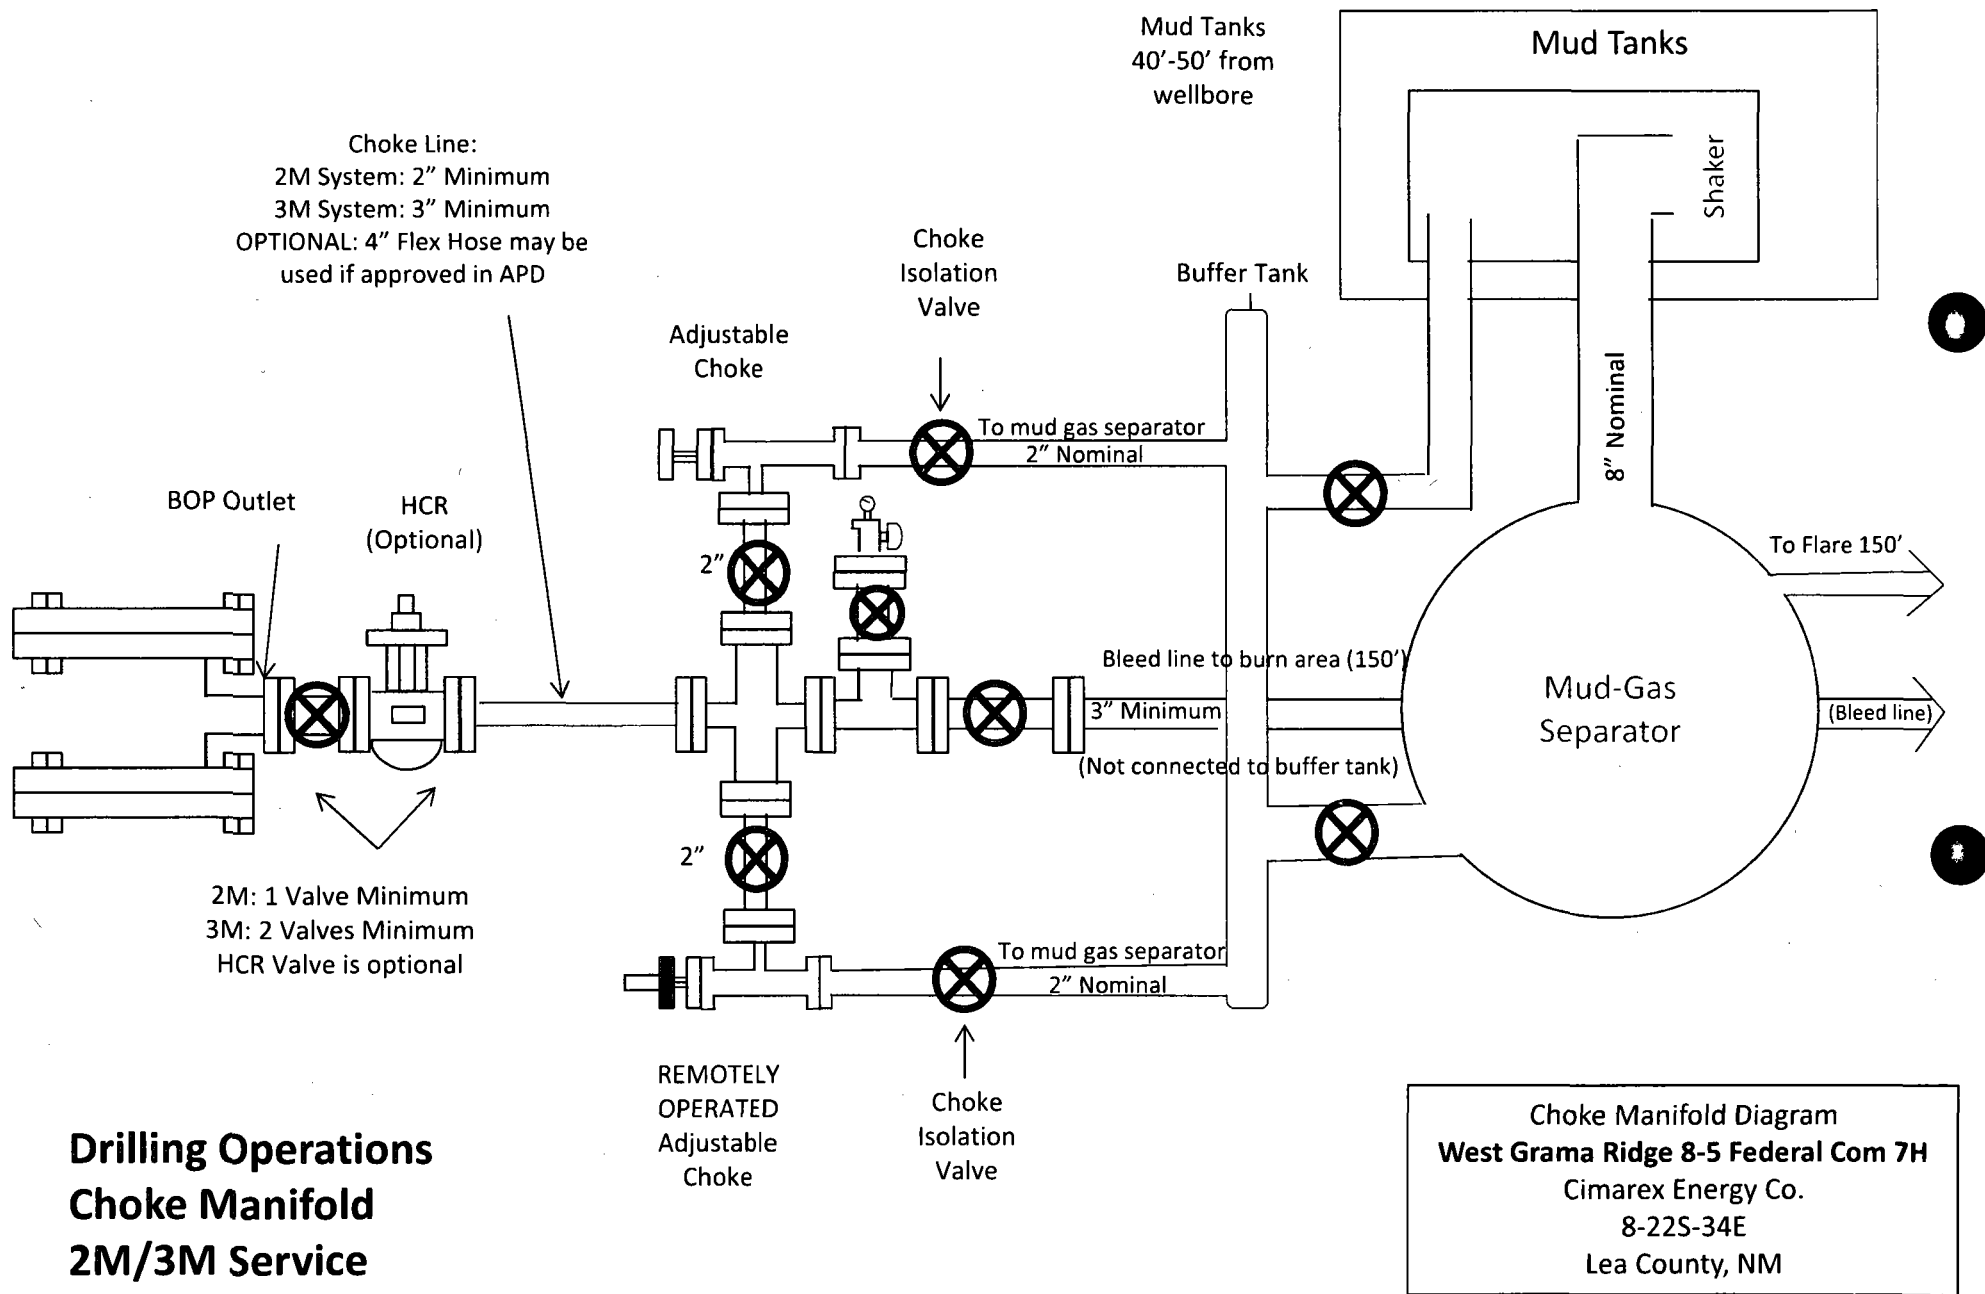 Mud Tanks
40’-50’ from
wellbore
Mud Tanks
Shaker
Choke Line:
2M System: 2” Minimum
3M System: 3” Minimum
OPTIONAL: 4” Flex Hose may be
used if approved in APD
Choke
Isolation
Valve
Buffer Tank
Adjustable
Choke
8” Nominal
To mud gas separator
2” Nominal
BOP Outlet
HCR
(Optional)
2”
To Flare 150’
Bleed line to burn area (150’)
3” Minimum
(Not connected to buffer tank)
Mud-Gas
Separator
(Bleed line)
2”
2M: 1 Valve Minimum
3M: 2 Valves Minimum
HCR Valve is optional
To mud gas separator
2” Nominal
REMOTELY
OPERATED
Adjustable
Choke
Choke
Isolation
Valve
Drilling Operations
Choke Manifold
2M/3M Service
Choke Manifold Diagram
West Grama Ridge 8-5 Federal Com 7H
Cimarex Energy Co.
8-22S-34E
Lea County, NM